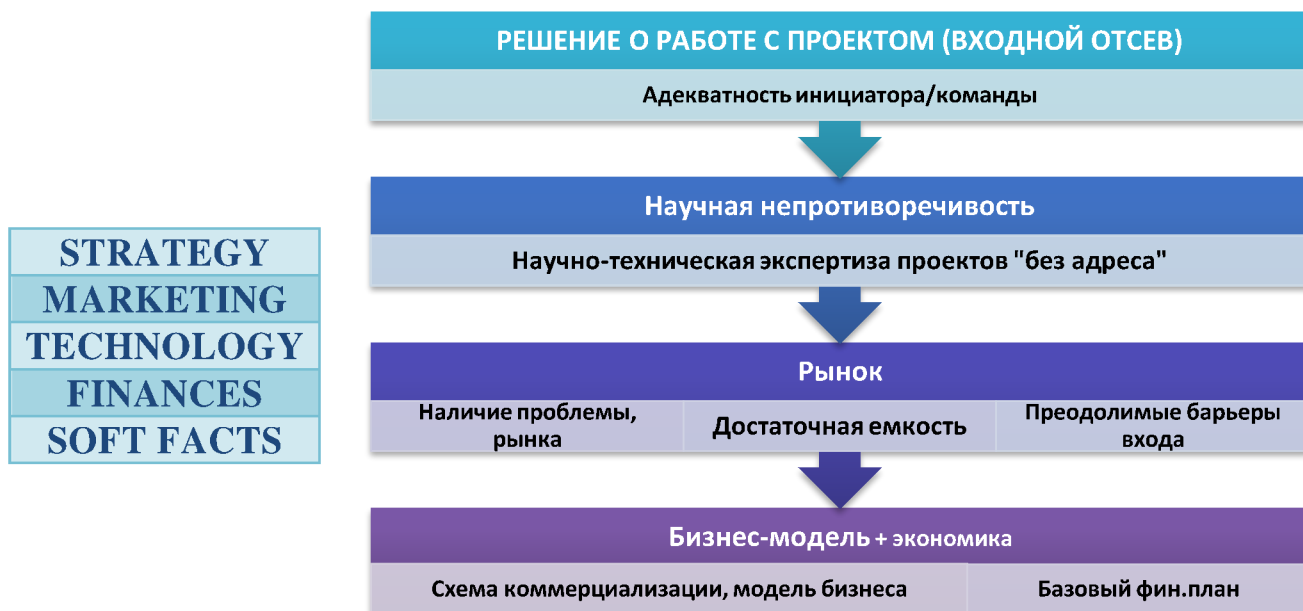 РЕШЕНИЕ О РАБОТЕ С ПРОЕКТОМ (ВХОДНОЙ ОТСЕВ)
Адекватность инициатора/команды
Научная непротиворечивость
Научно-техническая экспертиза проектов "без адреса"
Рынок
Наличие проблемы,
рынка
Достаточная емкость
Преодолимые барьеры
входа
Бизнес-модель + экономика
Схема коммерциализации, модель бизнеса
Базовый фин.план
STRATEGY
MARKETING
TECHNOLOGY
FINANCES
SOFT FACTS